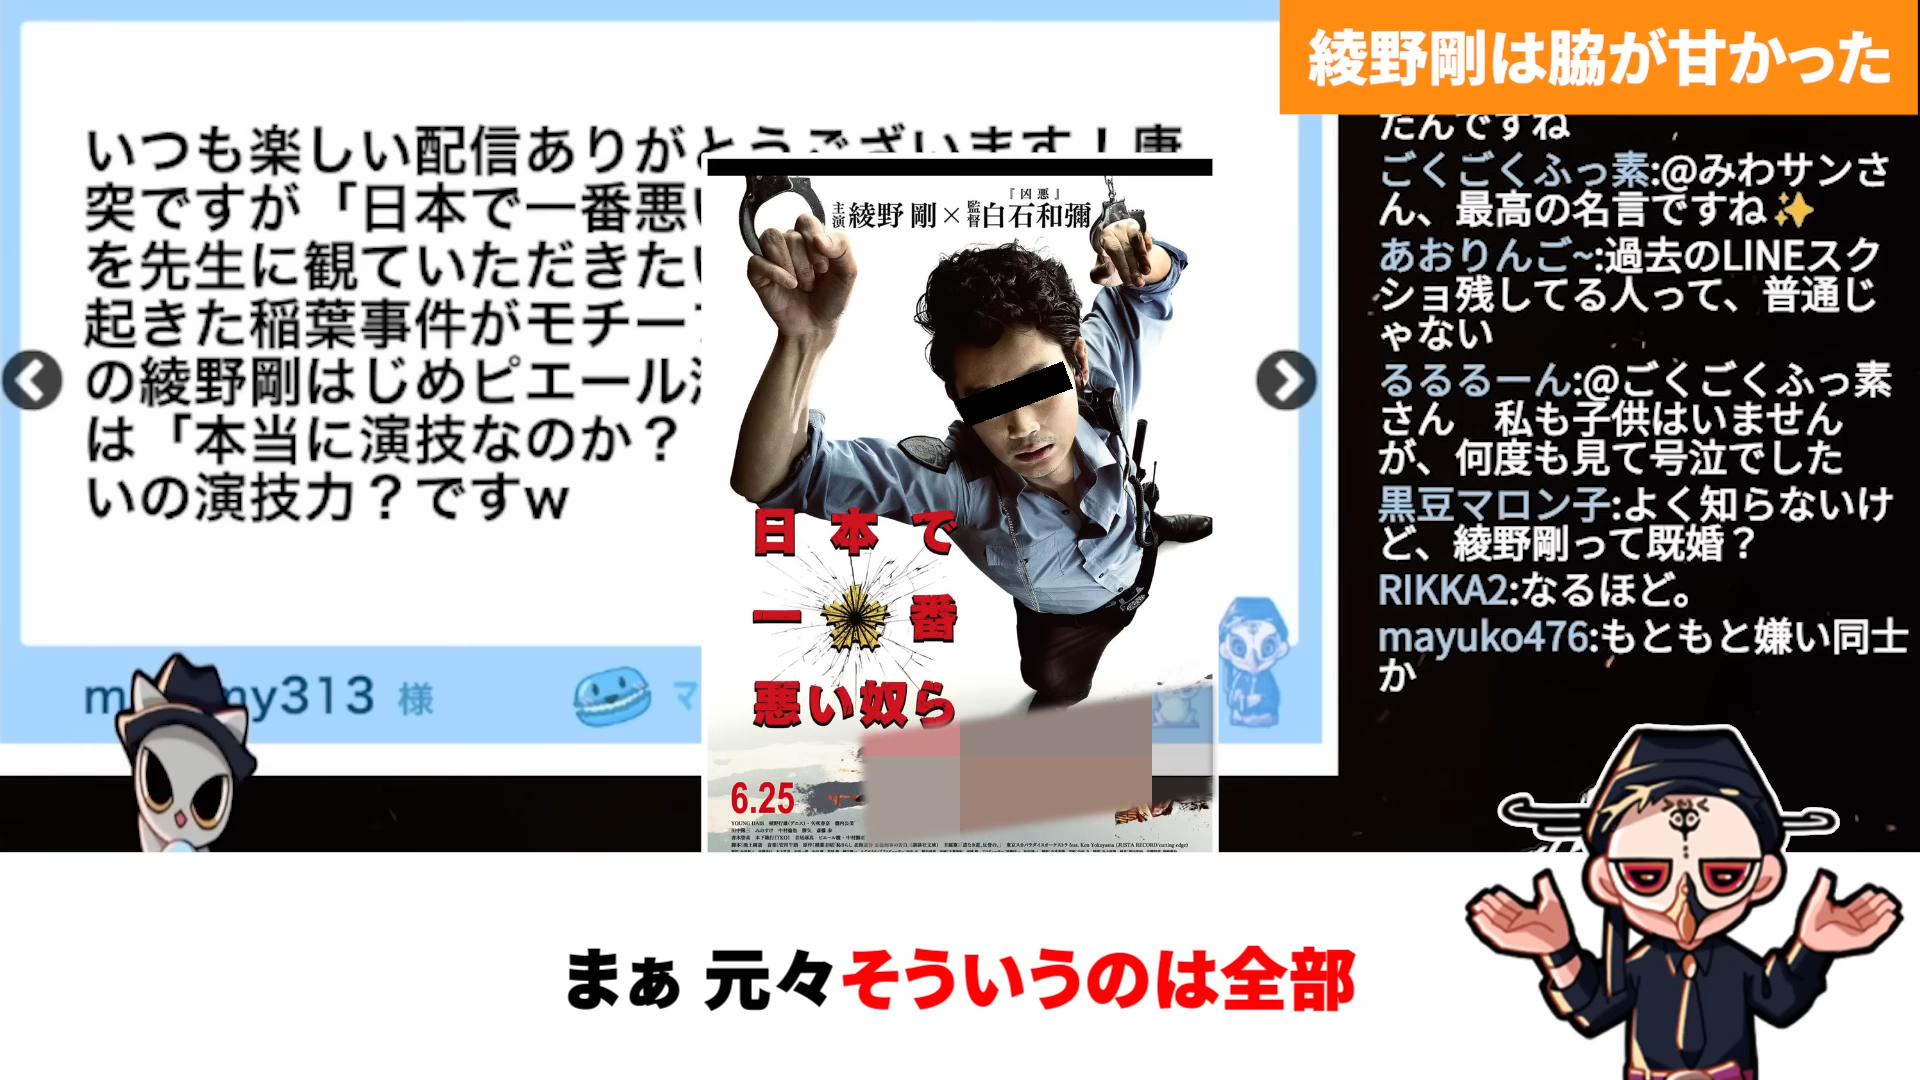 綾野剛は脇が甘かった
いつも楽しい配信ありがとうございます！唐
突ですが「日本で一番悪い
を先生に観ていただきたい
起きた稲葉事件がモチーフ
の綾野剛はじめピエール
は「本当に演技なのか？
いの演技力？ですw
313 様
マ
『凶悪』
主演 綾野 剛×監督 白石和彌
日本で
一番
悪い奴ら
6.25
たんですね
ごくごくふっ素:@みわサンさ
ん、最高の名言ですね✨
あおりんご~:過去のLINEスク
ショ残してる人って、普通じ
ゃない
るるるーん:@ごくごくふっ素
さん　私も子供はいません
が、何度も見て号泣でした
黒豆マロン子:よく知らないけ
ど、綾野剛って既婚？
RIKKA2:なるほど。
mayuko476:もともと嫌い同士
か
まぁ 元々そういうのは全部